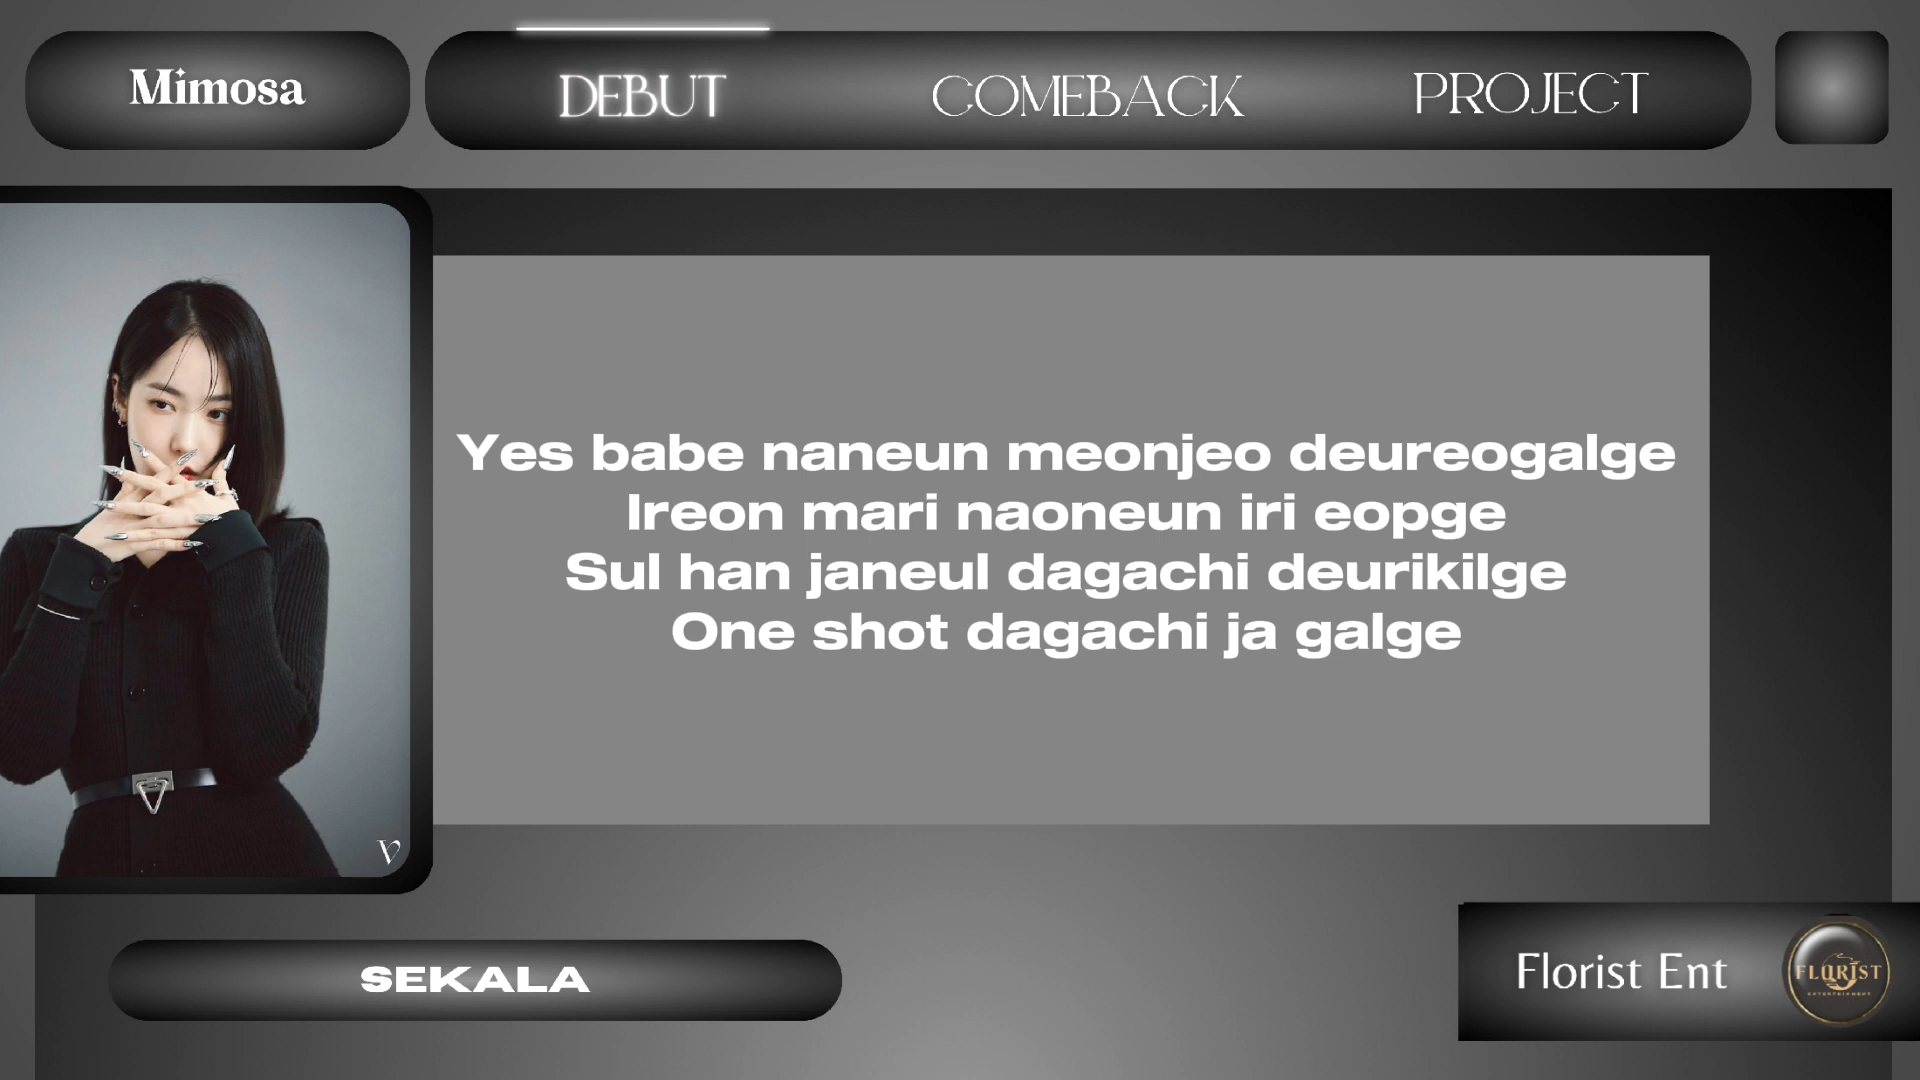 Mimosa
DEBUT
COMEBACK
PROJECT
Yes babe naneun meonjeo deureogalge
Ireon mari naoneun iri eopge
Sul han janeul dagachi deurikilge
One shot dagachi ja galge
SEKALA
Florist Ent
FLORIST
ENTERTAINMENT